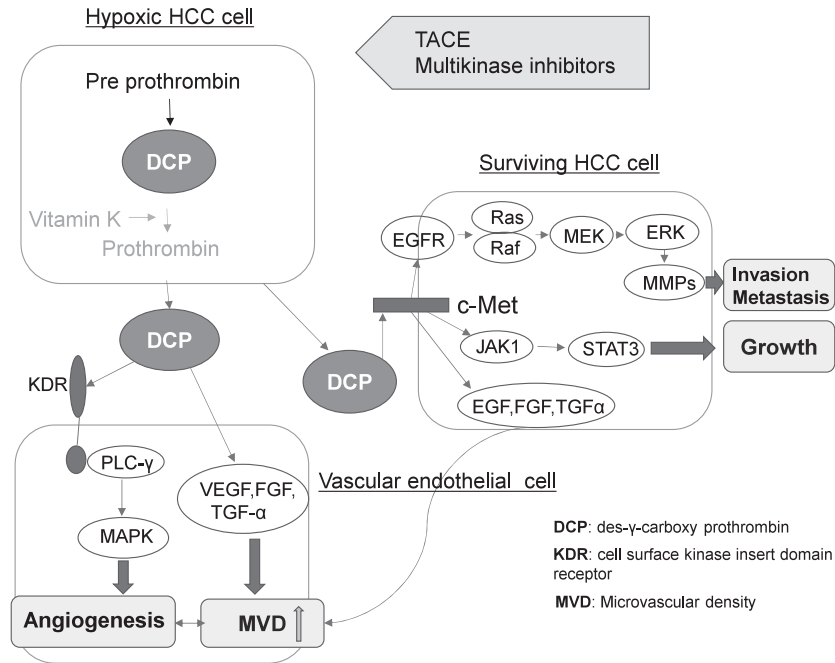 Hypoxic HCC cell
TACE
Multikinase inhibitors
Pre prothrombin
DCP
Vitamin K
Prothrombin
Surviving HCC cell
EGFR
Ras
Raf
MEK
ERK
MMPs
Invasion
Metastasis
c-Met
JAK1
STAT3
Growth
EGF,FGF,TGFα
DCP
DCP
KDR
PLC-γ
MAPK
VEGF,FGF,
TGF-α
Vascular endothelial cell
Angiogenesis
MVD
DCP: des-γ-carboxy prothrombin
KDR: cell surface kinase insert domain
receptor
MVD: Microvascular density